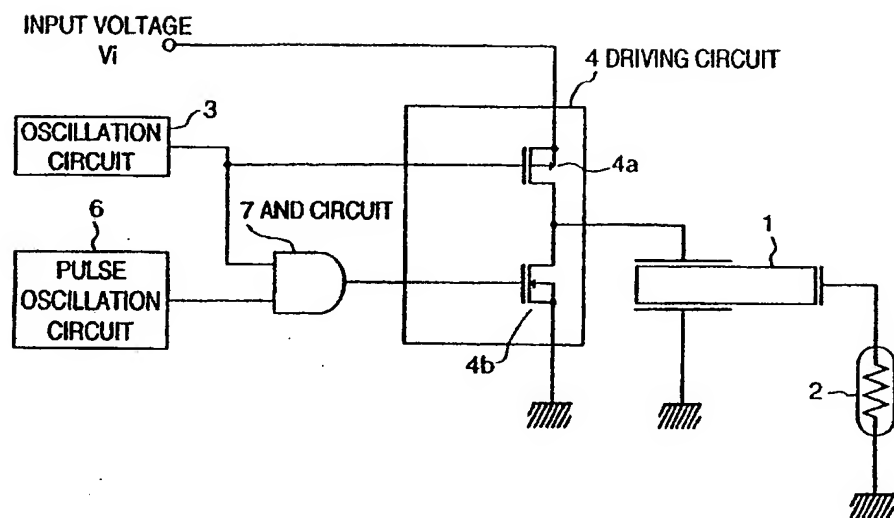 INPUT VOLTAGE
Vi
4 DRIVING CIRCUIT
3
OSCILLATION
CIRCUIT
4a
7 AND CIRCUIT
6
1
PULSE
OSCILLATION
CIRCUIT
4b
2